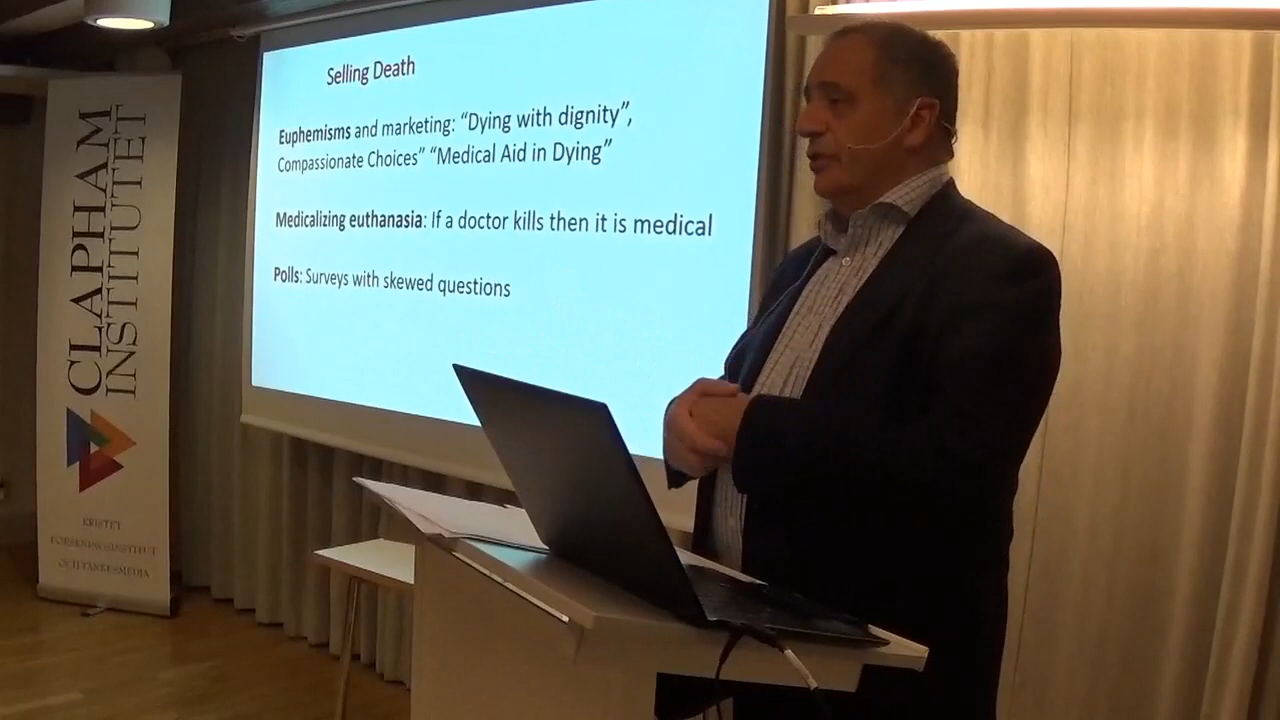 CLAPHAM
INSTITUTET
KRISTET
FORSKNINGSINSTITUT
OCH TANKESMEDJA
Selling Death
Euphemisms and marketing: “Dying with dignity”,
Compassionate Choices” “Medical Aid in Dying”
Medicalizing euthanasia: If a doctor kills then it is medical
Polls: Surveys with skewed questions